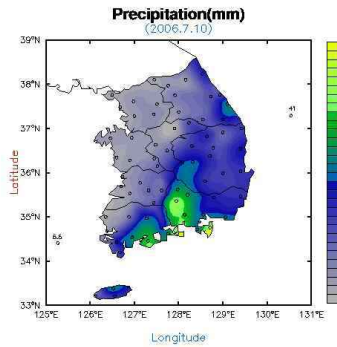 Precipitation(mm)
(2006.7.10)
39°N
38°N
37°N
36°N
35°N
34°N
33°N
Latitude
41
6.6
125°E
126°E
127°E
128°E
129°E
130°E
131°E
Longitude